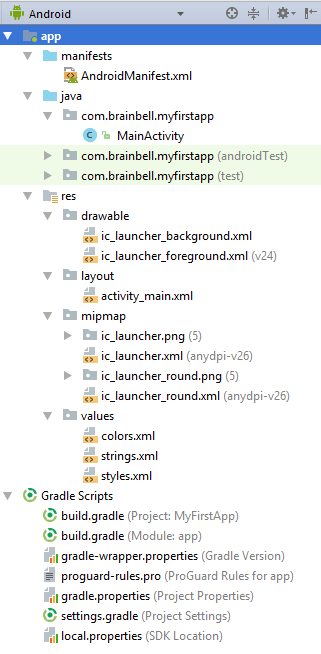 Android
app
manifests
AndroidManifest.xml
java
com.brainbell.myfirstapp
C MainActivity
com.brainbell.myfirstapp (androidTest)
com.brainbell.myfirstapp (test)
res
drawable
ic_launcher_background.xml
ic_launcher_foreground.xml (v24)
layout
activity_main.xml
mipmap
ic_launcher.png (5)
ic_launcher.xml (anydpi-v26)
ic_launcher_round.png (5)
ic_launcher_round.xml (anydpi-v26)
values
colors.xml
strings.xml
styles.xml
Gradle Scripts
build.gradle (Project: MyFirstApp)
build.gradle (Module: app)
gradle-wrapper.properties (Gradle Version)
proguard-rules.pro (ProGuard Rules for app)
gradle.properties (Project Properties)
settings.gradle (Project Settings)
local.properties (SDK Location)